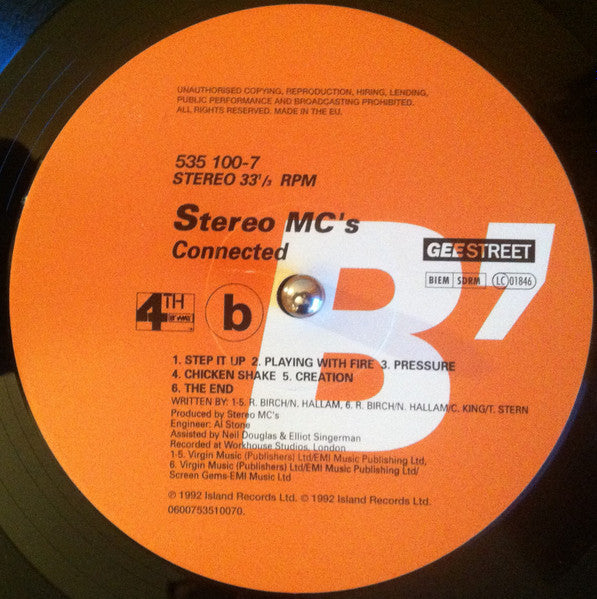 UNAUTHORISED COPYING, REPRODUCTION, HIRING, LENDING,
PUBLIC PERFORMANCE AND BROADCASTING PROHIBITED.
ALL RIGHTS RESERVED. MADE IN THE EU.
535 100-7
STEREO 33¹/₃ RPM
Stereo MC's
Connected
GEESTREET
BIEM SDRM LC 01846
4TH
b
B'
1. STEP IT UP 2. PLAYING WITH FIRE 3. PRESSURE
4. CHICKEN SHAKE 5. CREATION
6. THE END
WRITTEN BY: 1-5. R. BIRCH/N. HALLAM, 6. R. BIRCH/N. HALLAM/C. KING/T. STERN
Produced by Stereo MC's
Engineer: Al Stone
Assisted by Neil Douglas & Elliot Singerman
Recorded at Workhouse Studios, London
1-5. Virgin Music (Publishers) Ltd/EMI Music Publishing Ltd,
6. Virgin Music (Publishers) Ltd/EMI Music Publishing Ltd/
Screen Gems-EMI Music Ltd
℗ 1992 Island Records Ltd. © 1992 Island Records Ltd.
0600753510070.